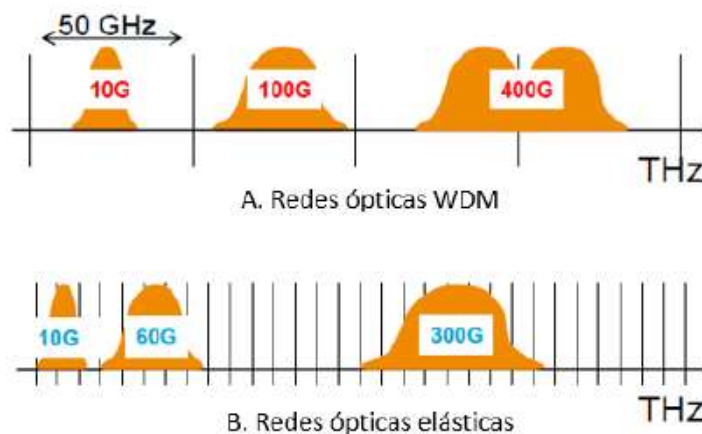 50 GHz
10G 100G 400G
THz
A. Redes ópticas WDM
10G 60G 300G
THz
B. Redes ópticas elásticas